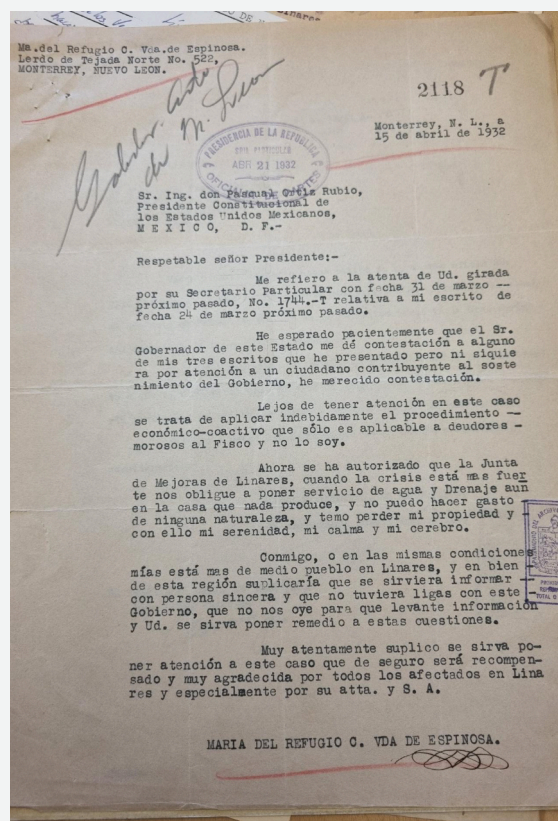 Ma.del Refugio C. Vda.de Espinosa.
Lerdo de Tejada Norte No. 522,
MONTERREY, NUEVO LEON.
2118 T
Monterrey, N. L., a
15 de abril de 1932
PRESIDENCIA DE LA REPUBLICA
SRIA. PARTICULAR
ABR 21 1932
OFICIALIA DE PARTES
Sr. Ing. don Pascual Ortiz Rubio,
Presidente Constitucional de
los Estados Unidos Mexicanos,
M E X I C O,   D. F.-
Respetable señor Presidente:-
Me refiero a la atenta de Ud. girada
por su Secretario Particular con fecha 31 de marzo --
próximo pasado, No. 1744.-T relativa a mi escrito de
fecha 24 de marzo próximo pasado.
He esperado pacientemente que el Sr.
Gobernador de este Estado me dé contestación a alguno
de mis tres escritos que he presentado pero ni siquie
ra por atención a un ciudadano contribuyente al soste
nimiento del Gobierno, he merecido contestación.
Lejos de tener atención en este caso
se trata de aplicar indebidamente el procedimiento --
económico-coactivo que sólo es aplicable a deudores -
morosos al Fisco y no lo soy.
Ahora se ha autorizado que la Junta
de Mejoras de Linares, cuando la crisis está mas fuer
te nos obligue a poner servicio de agua y Drenaje aun
en la casa que nada produce, y no puedo hacer gasto -
de ninguna naturaleza, y temo perder mi propiedad y -
con ello mi serenidad, mi calma y mi cerebro.
Conmigo, o en las mismas condiciones
mías está mas de medio pueblo en Linares, y en bien -
de esta región suplicaría que se sirviera informar --
con persona sincera y que no tuviera ligas con este -
Gobierno, que no nos oye para que levante información
y Ud. se sirva poner remedio a estas cuestiones.
Muy atentamente suplico se sirva po-
ner atención a este caso que de seguro será recompen-
sado y muy agradecida por todos los afectados en Lina
res y especialmente por su atta. y S. A.
MARIA DEL REFUGIO C. VDA DE ESPINOSA.